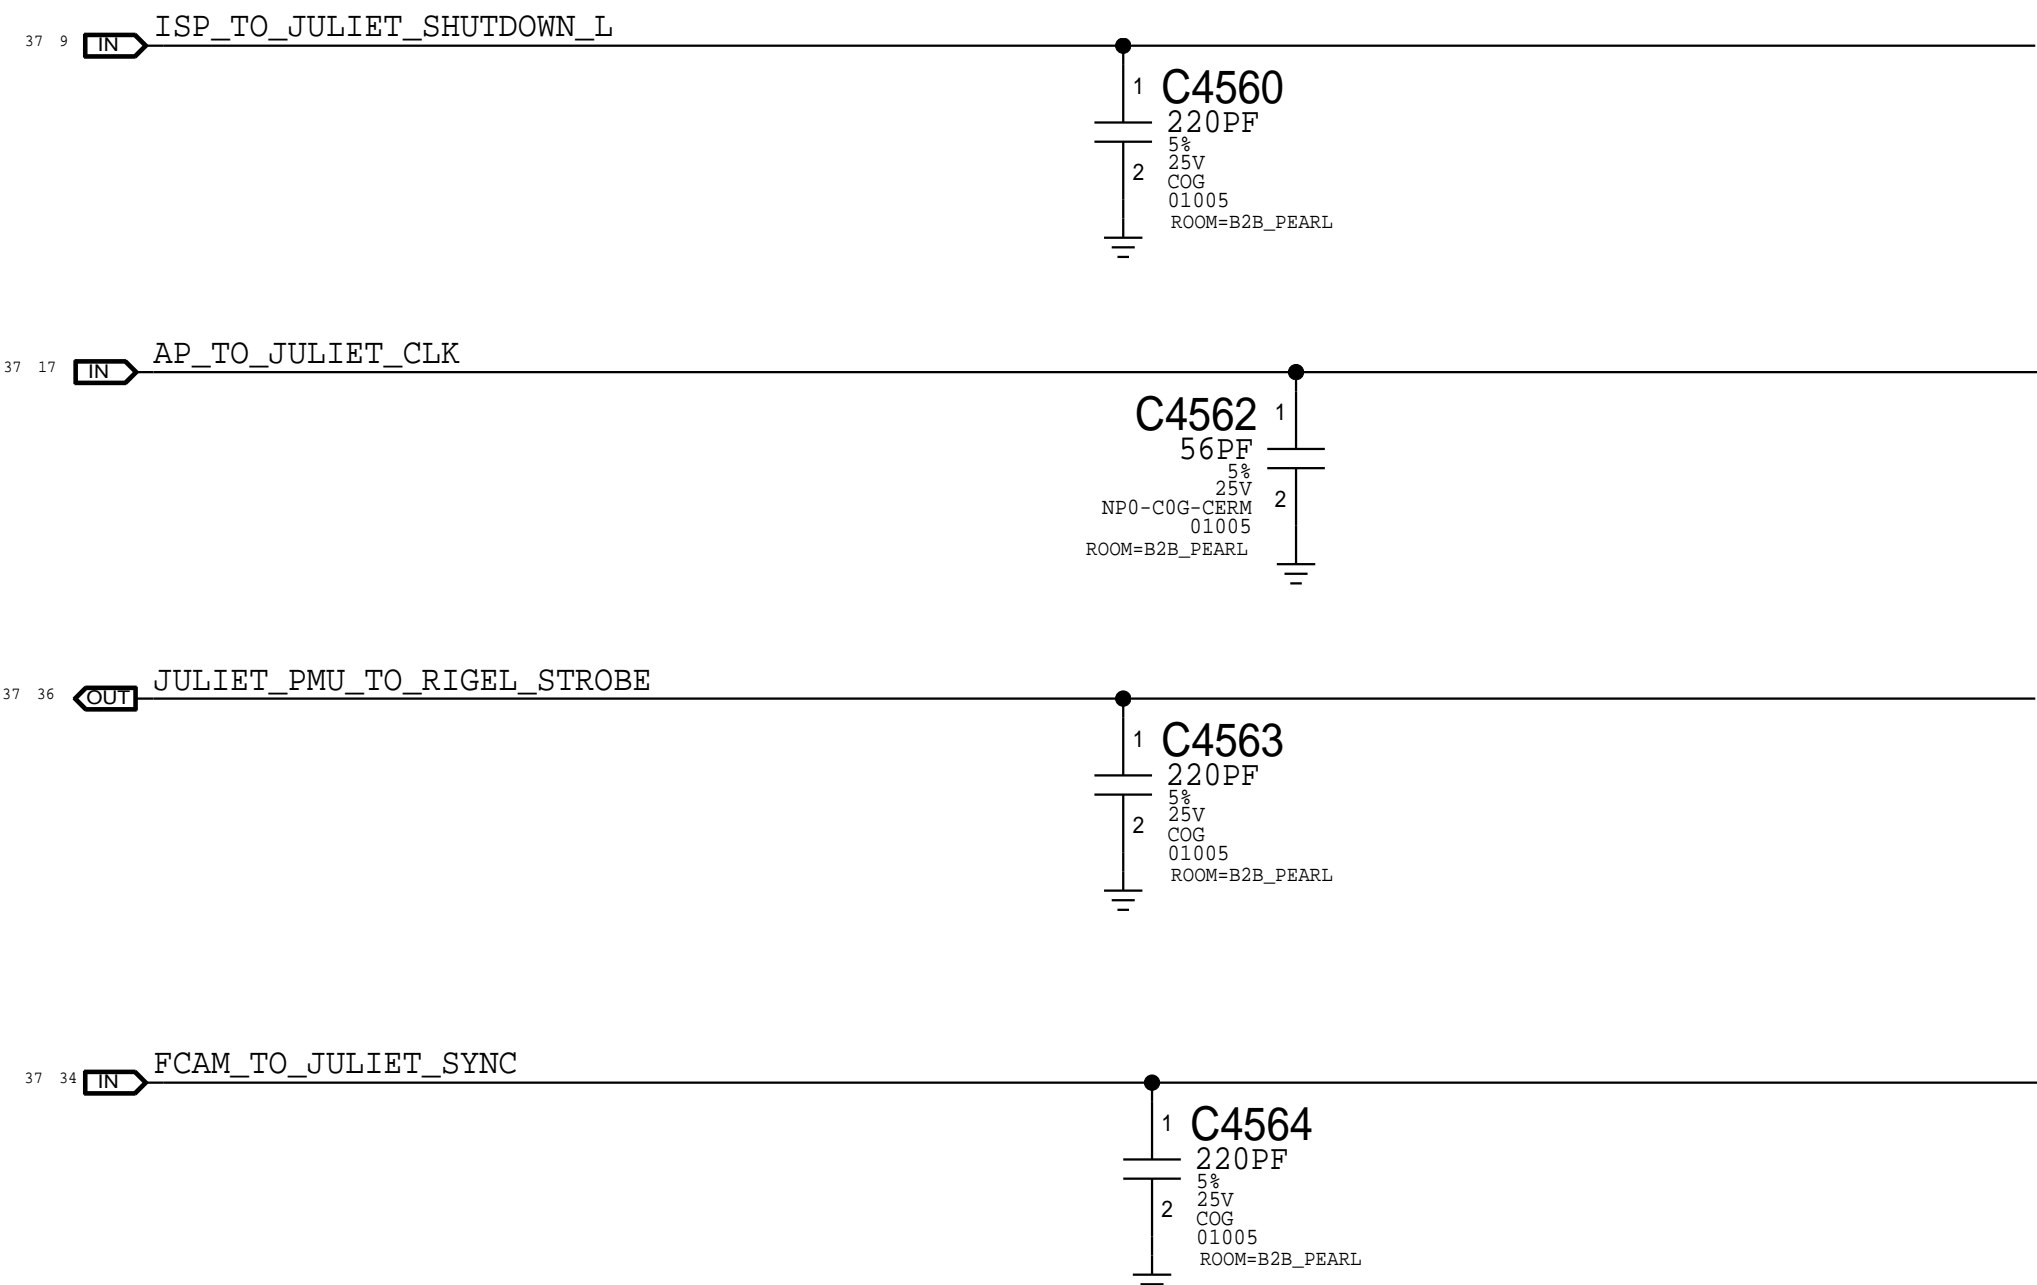 ISP_TO_JULIET_SHUTDOWN_L
37 9 IN
1 C4560
220PF
5%
25V
2
COG
01005
ROOM=B2B_PEARL
AP_TO_JULIET_CLK
37 17 IN
C4562 1
56PF
5%
25V
2
NP0-C0G-CERM
01005
ROOM=B2B_PEARL
JULIET_PMU_TO_RIGEL_STROBE
37 36 OUT
1 C4563
220PF
5%
25V
2
COG
01005
ROOM=B2B_PEARL
FCAM_TO_JULIET_SYNC
37 34 IN
1 C4564
220PF
5%
25V
2
COG
01005
ROOM=B2B_PEARL